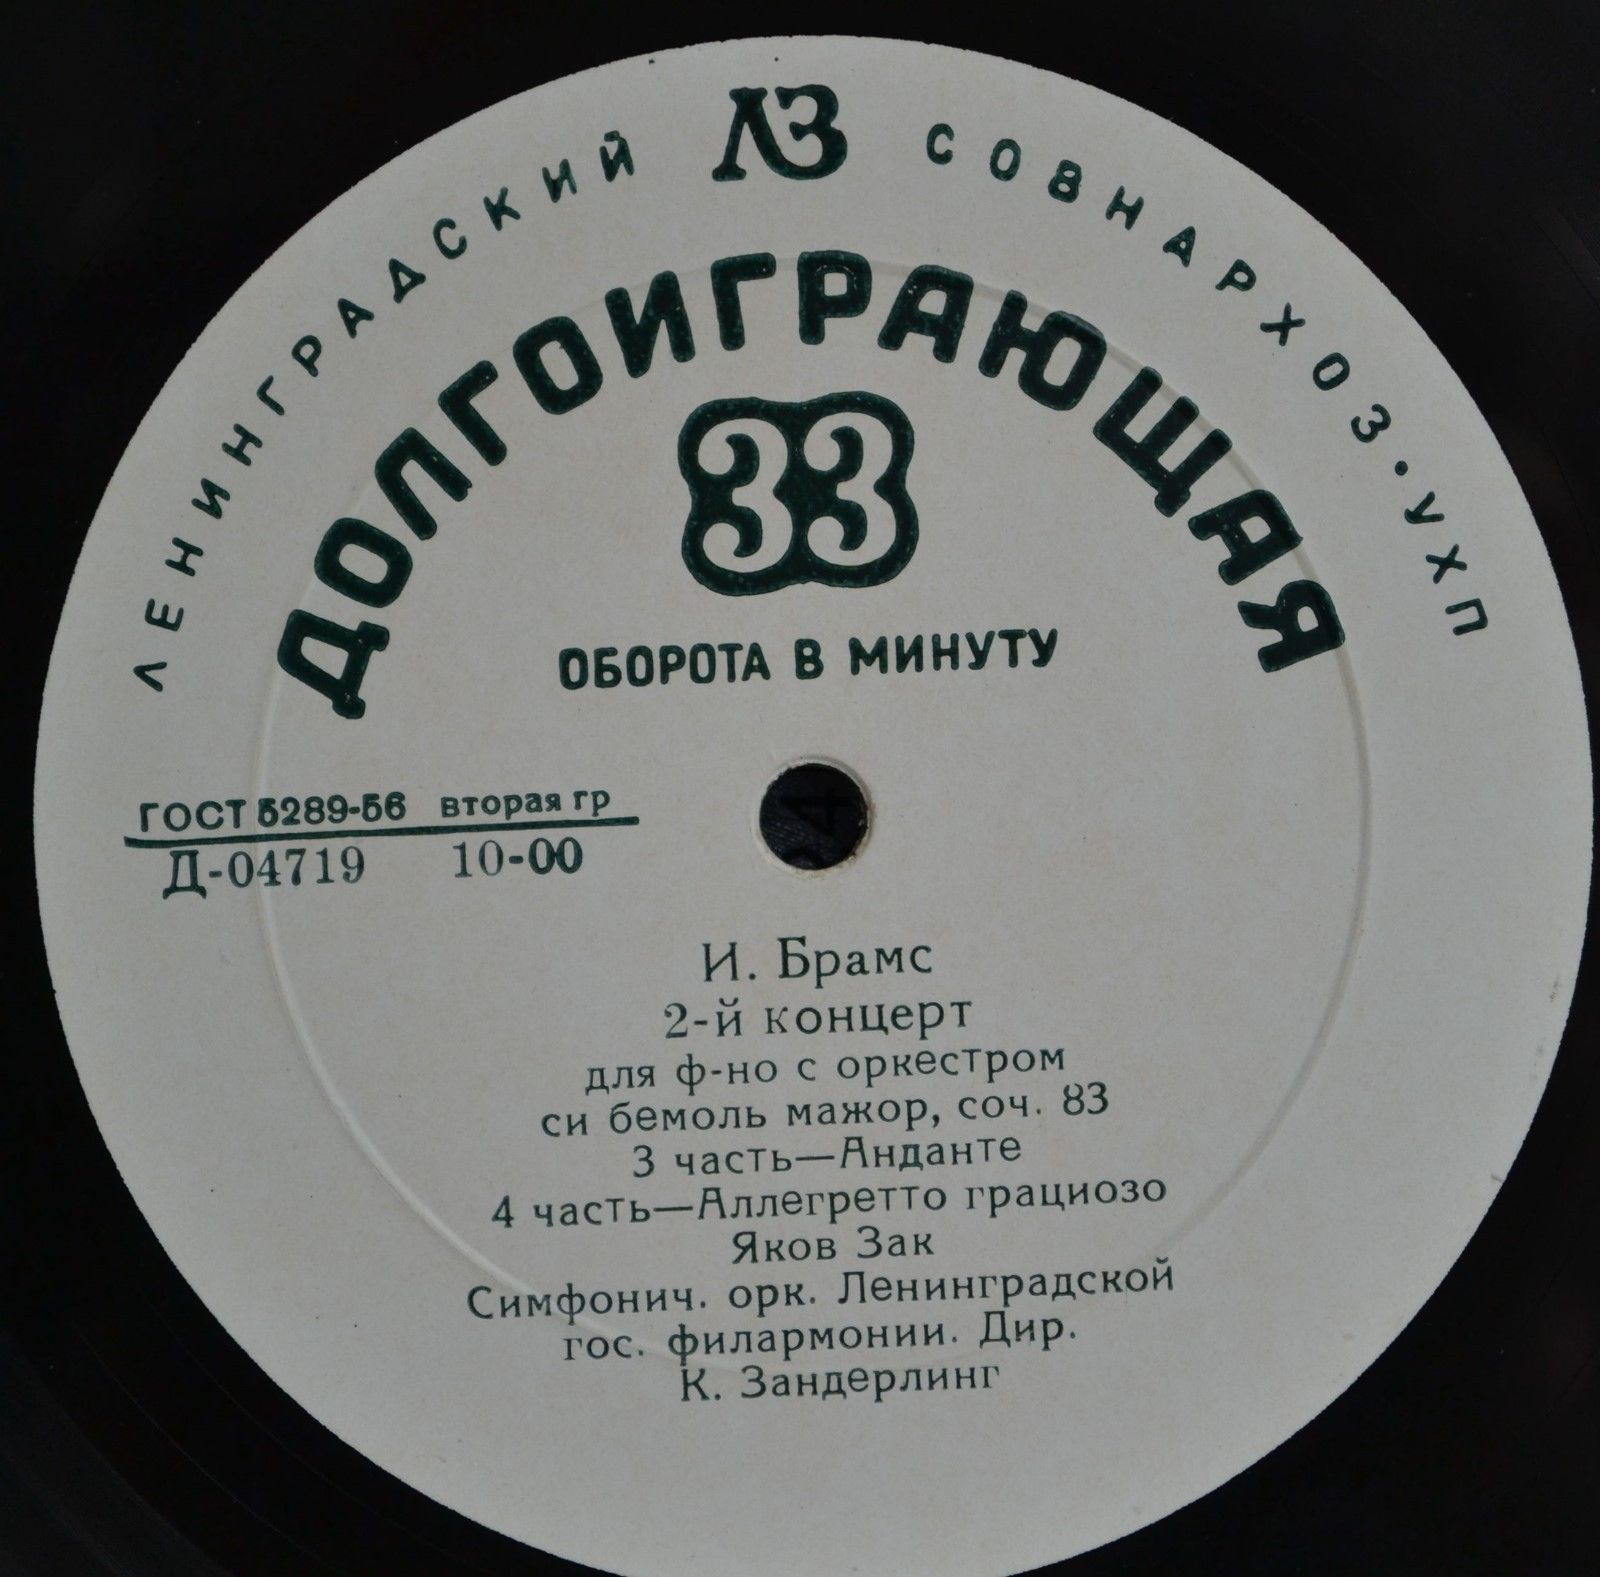 ЛЕНИНГРАДСКИЙ ЛЗ СОВНАРХОЗ·УХП
ДОЛГОИГРАЮЩАЯ
33
ОБОРОТА В МИНУТУ
ГОСТ 5289-56 вторая гр
Д-04719 10-00
И. Брамс
2-й концерт
для ф-но с оркестром
си бемоль мажор, соч. 83
3 часть—Анданте
4 часть—Аллегретто грациозо
Яков Зак
Симфонич. орк. Ленинградской
гос. филармонии. Дир.
К. Зандерлинг